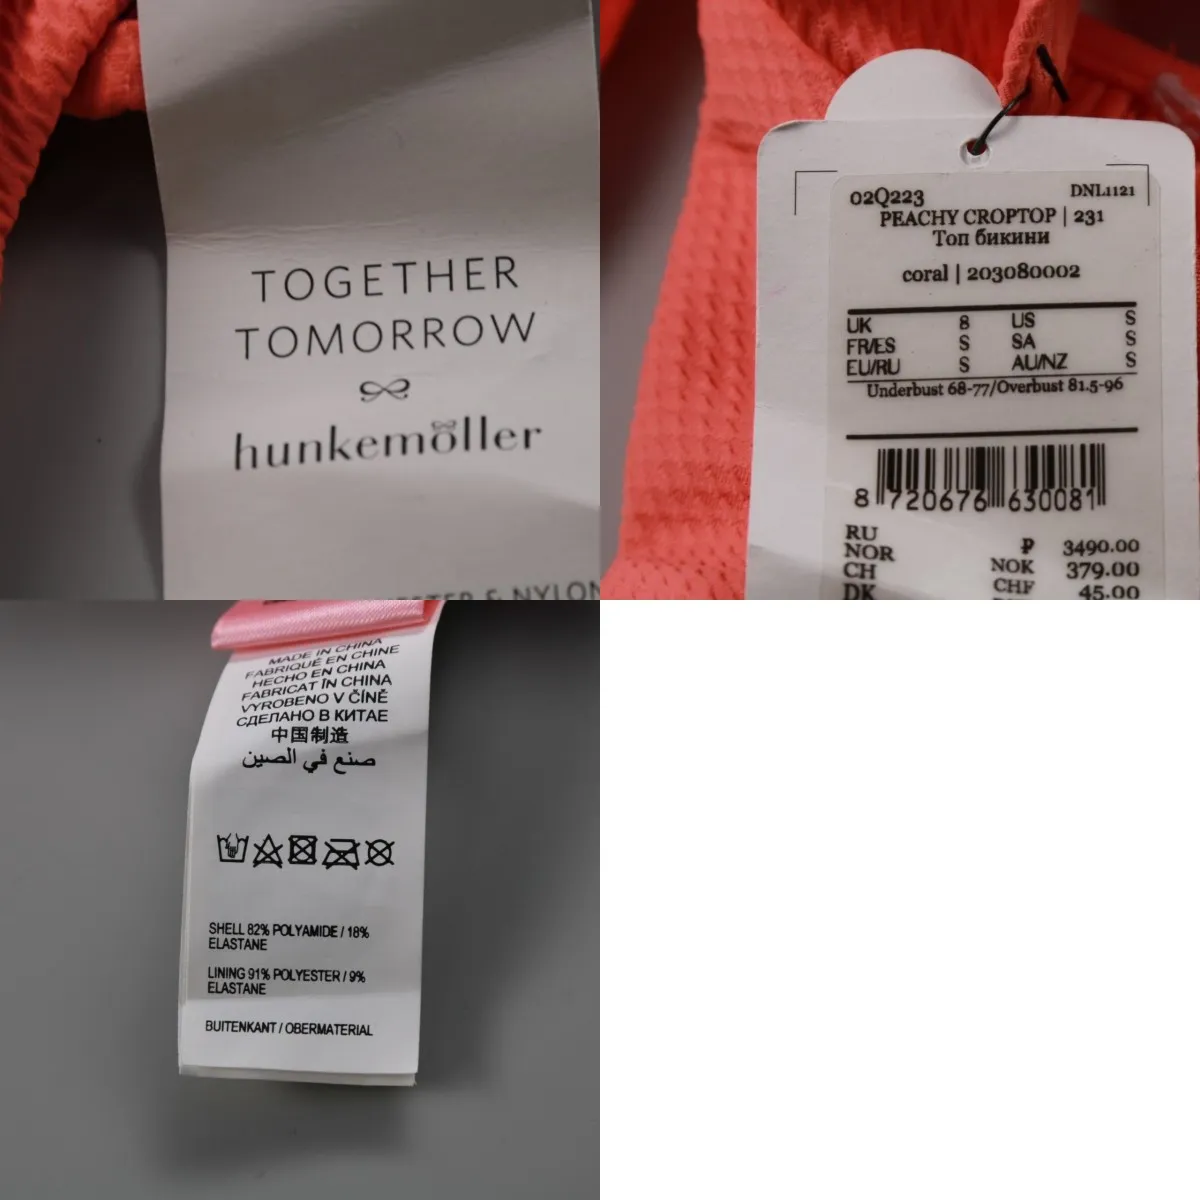 TOGETHER
TOMORROW
hunkemöller
& NYLON
02Q223
DNL1121
PEACHY CROPTOP | 231
Топ бикини
coral | 203080002
UK 8 US S
FR/ES S SA S
EU/RU S AU/NZ S
Underbust 68-77/Overbust 81.5-96
8 720676 630081
RU ₽ 3490.00
NOR NOK 379.00
CH CHF 45.00
DK
MADE IN CHINA
FABRIQUÉ EN CHINE
HECHO EN CHINA
FABRICAT ÎN CHINA
VYROBENO V ČÍNĚ
СДЕЛАНО В КИТАЕ
中国制造
صنع في الصين
SHELL 82% POLYAMIDE / 18%
ELASTANE
LINING 91% POLYESTER / 9%
ELASTANE
BUITENKANT / OBERMATERIAL